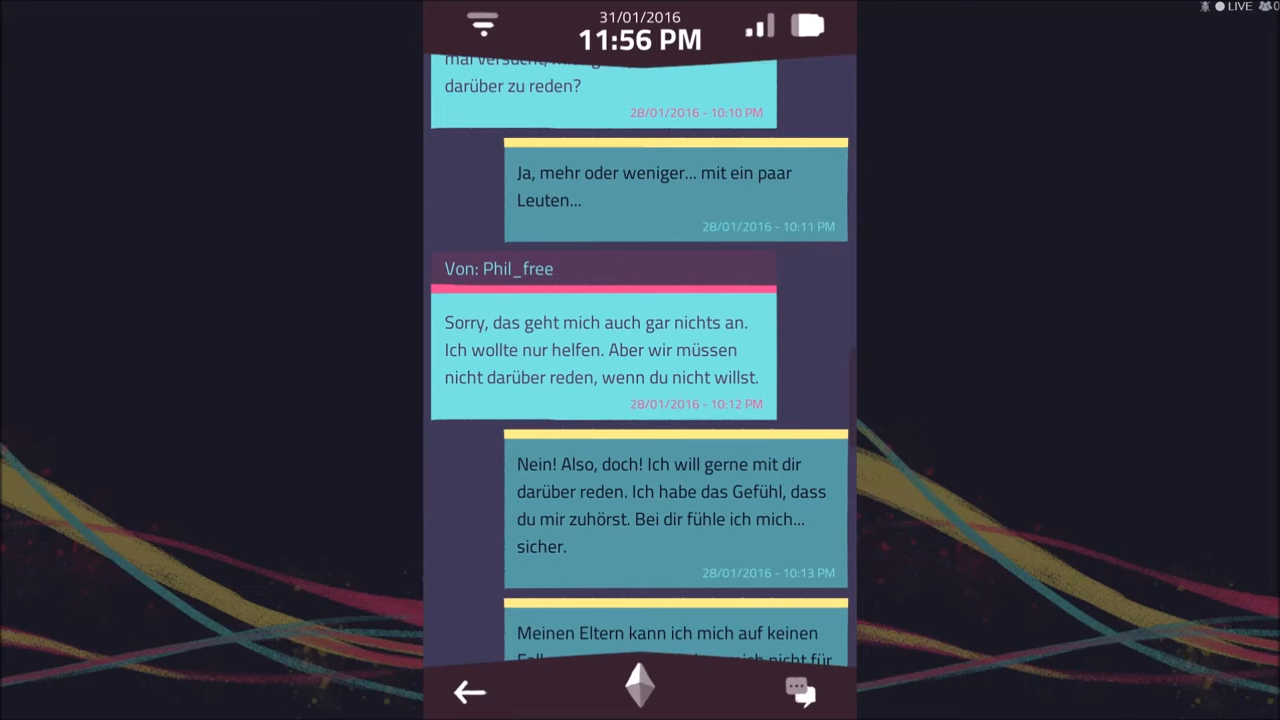 LIVE 0
31/01/2016
11:56 PM
darüber zu reden?
28/01/2016 - 10:10 PM
Ja, mehr oder weniger... mit ein paar
Leuten...
28/01/2016 - 10:11 PM
Von: Phil_free
Sorry, das geht mich auch gar nichts an.
Ich wollte nur helfen. Aber wir müssen
nicht darüber reden, wenn du nicht willst.
28/01/2016 - 10:12 PM
Nein! Also, doch! Ich will gerne mit dir
darüber reden. Ich habe das Gefühl, dass
du mir zuhörst. Bei dir fühle ich mich...
sicher.
28/01/2016 - 10:13 PM
Meinen Eltern kann ich mich auf keinen
nicht für